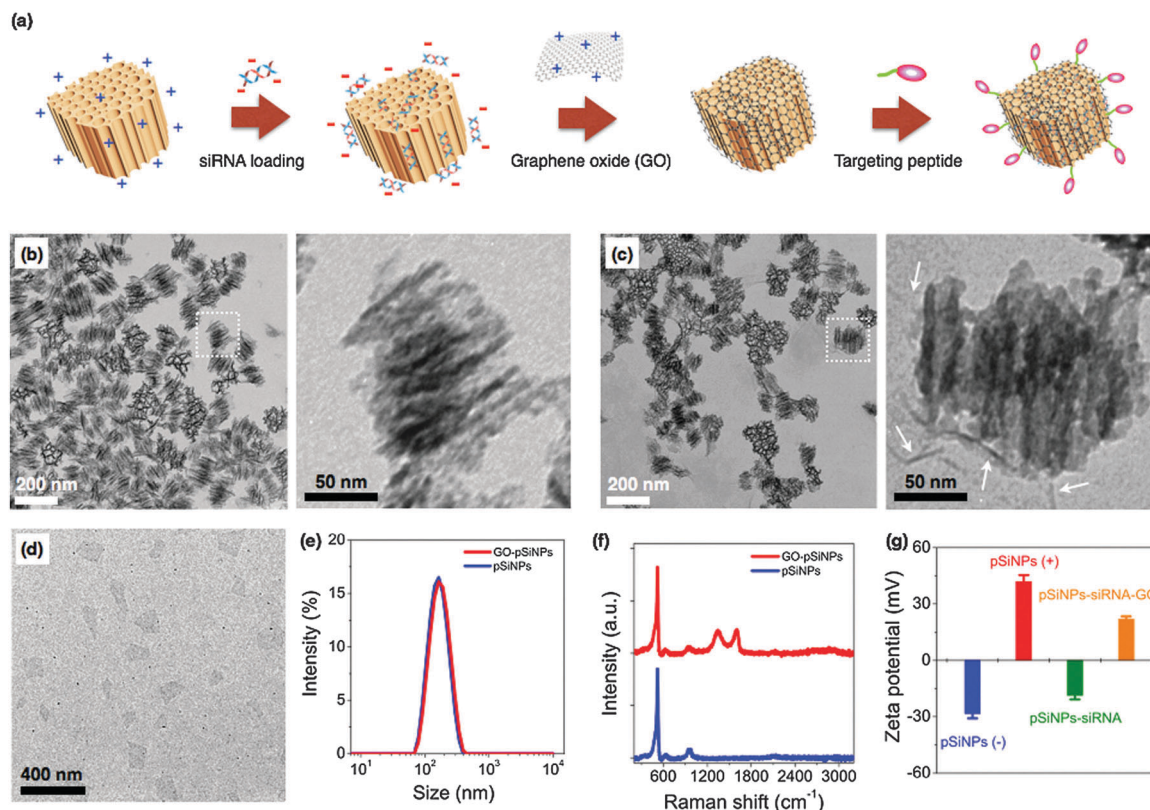 (a)
siRNA loading
Graphene oxide (GO)
Targeting peptide
(b)
200 nm
50 nm
(c)
200 nm
50 nm
(d)
400 nm
(e)
20
15
10
5
0
Intensity (%)
GO-pSiNPs
pSiNPs
10¹ 10² 10³ 10⁴
Size (nm)
(f)
Intensity (a.u.)
GO-pSiNPs
pSiNPs
600 1200 1800 2400 3000
Raman shift (cm⁻¹)
(g)
60
30
0
-30
-60
Zeta potential (mV)
pSiNPs (+)
pSiNPs-siRNA-GO
pSiNPs-siRNA
pSiNPs (-)